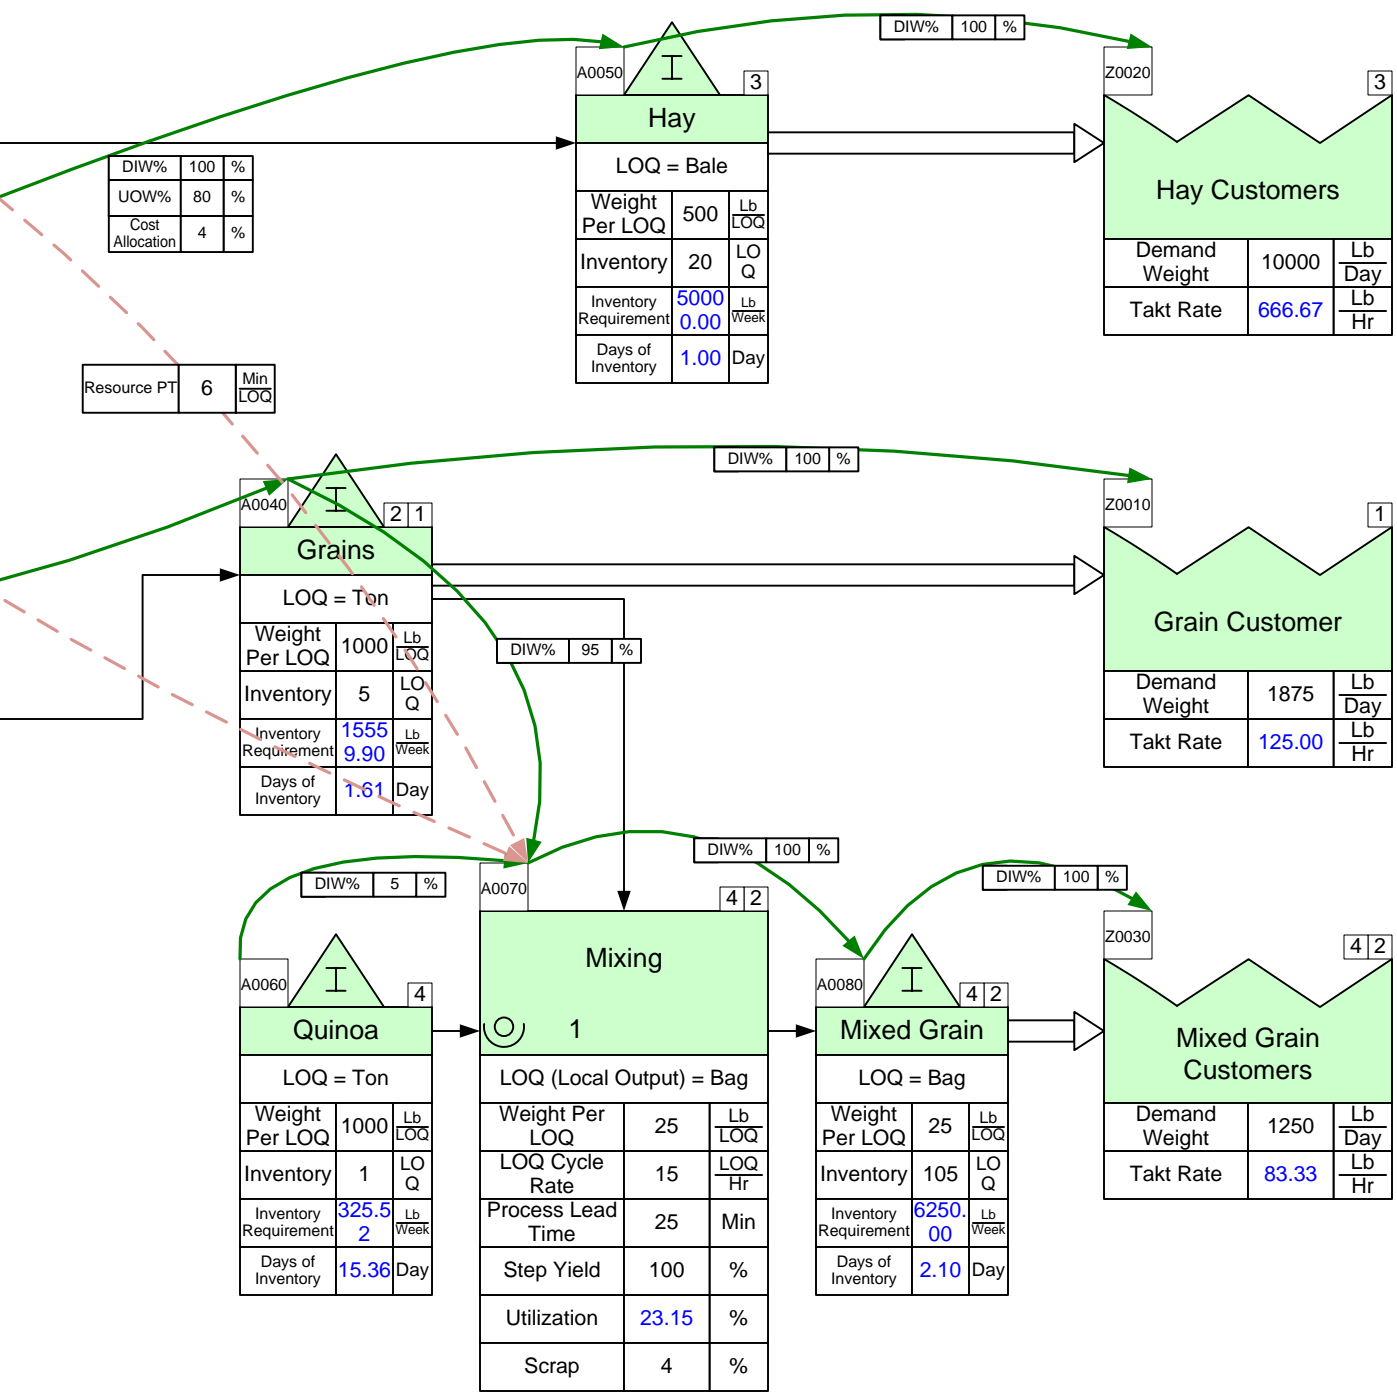 DIW% 100 %
A0050
I
3
Hay
LOQ = Bale
Weight
Per LOQ
500
Lb
LOQ
Inventory
20
LO
Q
Inventory
Requirement
5000
0.00
Lb
Week
Days of
Inventory
1.00
Day
Z0020
3
Hay Customers
Demand
Weight
10000
Lb
Day
Takt Rate
666.67
Lb
Hr
DIW% 100 %
UOW% 80 %
Cost
Allocation
4
%
Resource PT
6
Min
LOQ
DIW% 100 %
A0040
I
2 1
Grains
LOQ = Ton
Weight
Per LOQ
1000
Lb
LOQ
Inventory
5
LO
Q
Inventory
Requirement
1555
9.90
Lb
Week
Days of
Inventory
1.61
Day
Z0010
1
Grain Customer
Demand
Weight
1875
Lb
Day
Takt Rate
125.00
Lb
Hr
DIW% 95 %
DIW% 5 %
A0060
I
4
Quinoa
LOQ = Ton
Weight
Per LOQ
1000
Lb
LOQ
Inventory
1
LO
Q
Inventory
Requirement
325.5
2
Lb
Week
Days of
Inventory
15.36
Day
A0070
4 2
Mixing
1
LOQ (Local Output) = Bag
Weight Per
LOQ
25
Lb
LOQ
LOQ Cycle
Rate
15
LOQ
Hr
Process Lead
Time
25
Min
Step Yield
100
%
Utilization
23.15
%
Scrap
4
%
DIW% 100 %
A0080
I
4 2
Mixed Grain
LOQ = Bag
Weight
Per LOQ
25
Lb
LOQ
Inventory
105
LO
Q
Inventory
Requirement
6250.
00
Lb
Week
Days of
Inventory
2.10
Day
DIW% 100 %
Z0030
4 2
Mixed Grain
Customers
Demand
Weight
1250
Lb
Day
Takt Rate
83.33
Lb
Hr